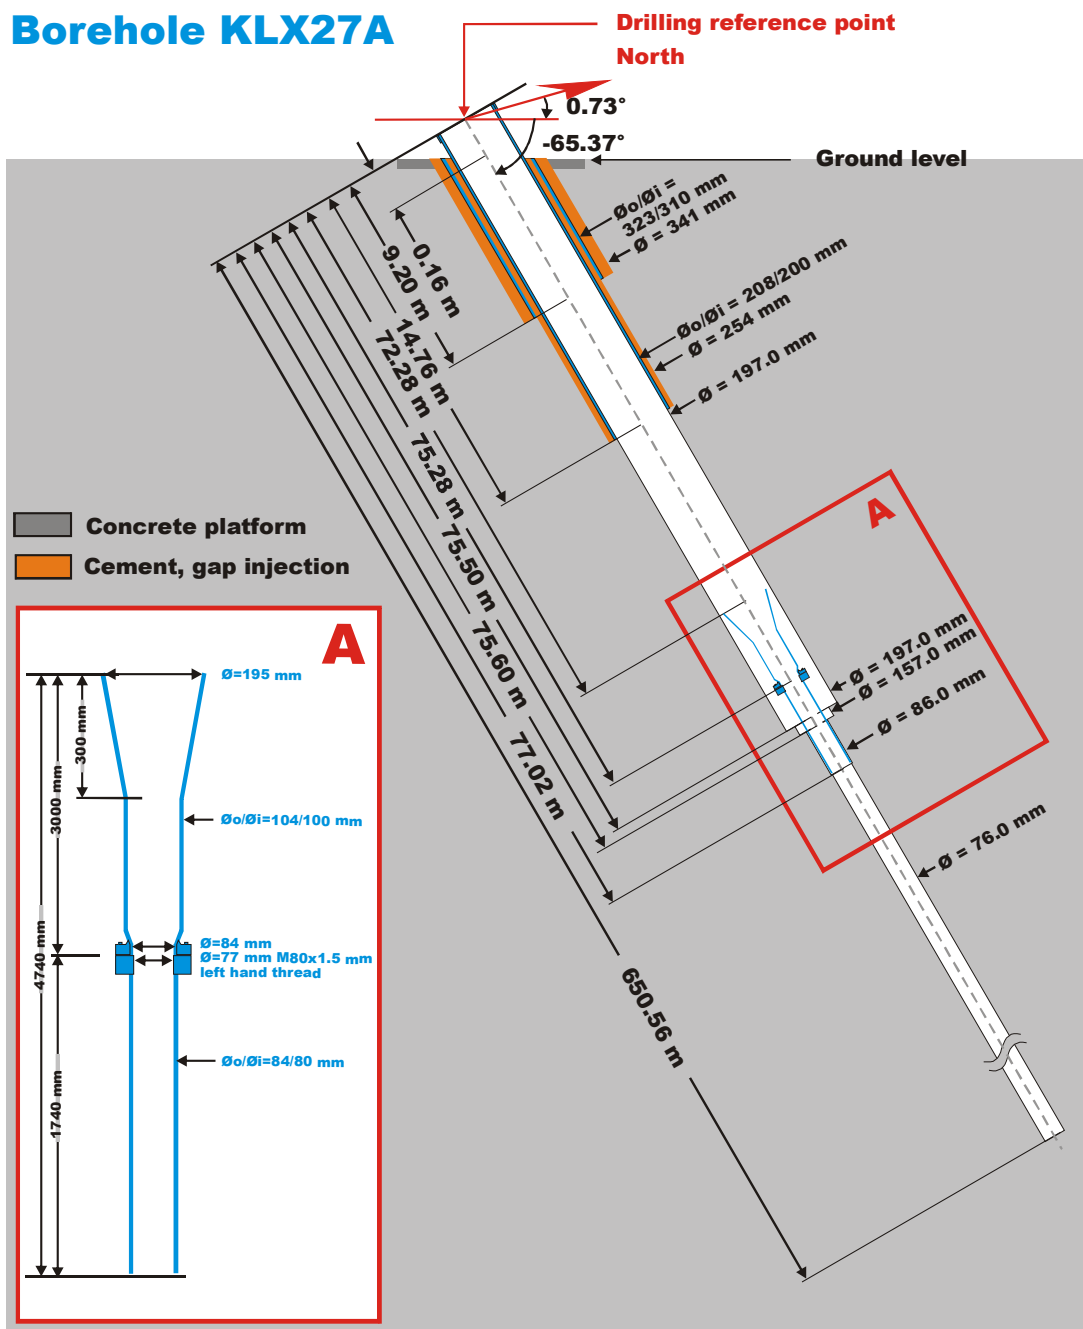 Borehole KLX27A
Drilling reference point
North
0.73°
-65.37°
Ground level
Øo/Øi =
323/310 mm
Ø = 341 mm
0.16 m
9.20 m
14.76 m
72.28 m
75.28 m
75.50 m
75.60 m
77.02 m
650.56 m
Øo/Øi = 208/200 mm
Ø = 254 mm
Ø = 197.0 mm
A
Ø = 197.0 mm
Ø = 157.0 mm
Ø = 86.0 mm
Ø = 76.0 mm
Concrete platform
Cement, gap injection
A
Ø=195 mm
300 mm
3000 mm
Øo/Øi=104/100 mm
4740 mm
Ø=84 mm
Ø=77 mm M80x1.5 mm
left hand thread
Øo/Øi=84/80 mm
1740 mm